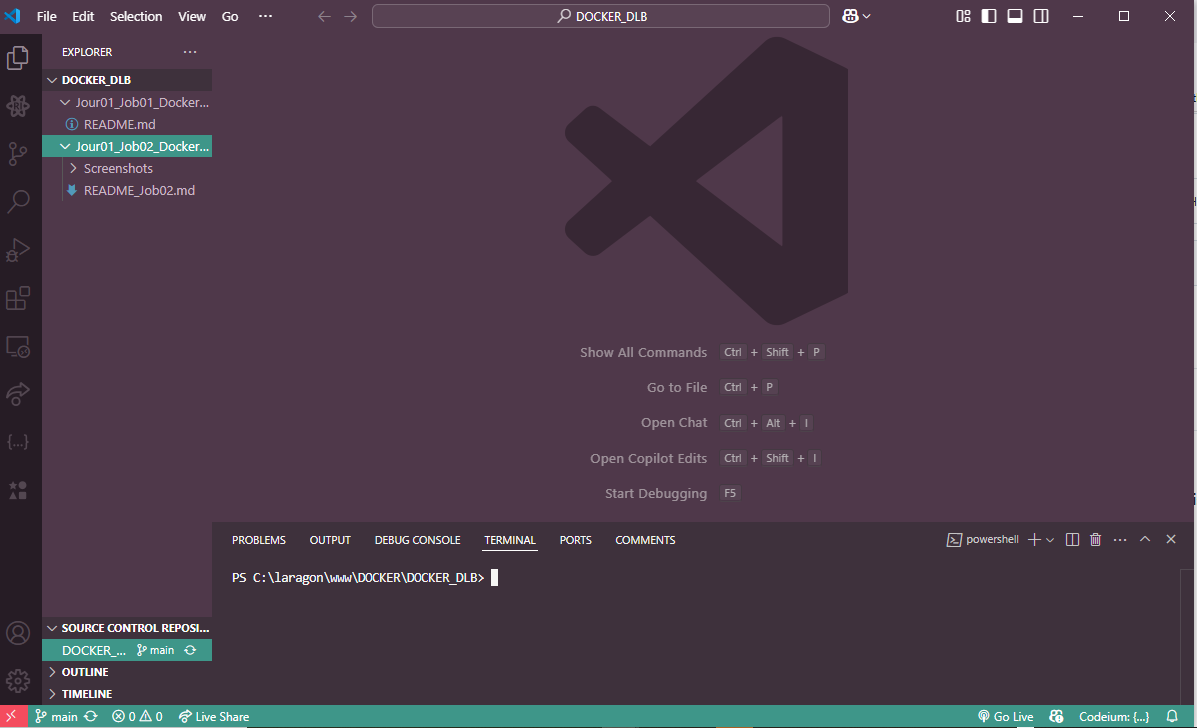 File Edit Selection View Go ··· DOCKER_DLB
EXPLORER ···
DOCKER_DLB
Jour01_Job01_Docker...
README.md
Jour01_Job02_Docker...
Screenshots
README_Job02.md
Show All Commands Ctrl + Shift + P
Go to File Ctrl + P
Open Chat Ctrl + Alt + I
Open Copilot Edits Ctrl + Shift + I
Start Debugging F5
PROBLEMS OUTPUT DEBUG CONSOLE TERMINAL PORTS COMMENTS powershell ···
PS C:\laragon\www\DOCKER\DOCKER_DLB>
SOURCE CONTROL REPOSI...
DOCKER_... main
OUTLINE
TIMELINE
main 0 0 Live Share Go Live Codeium: {...}